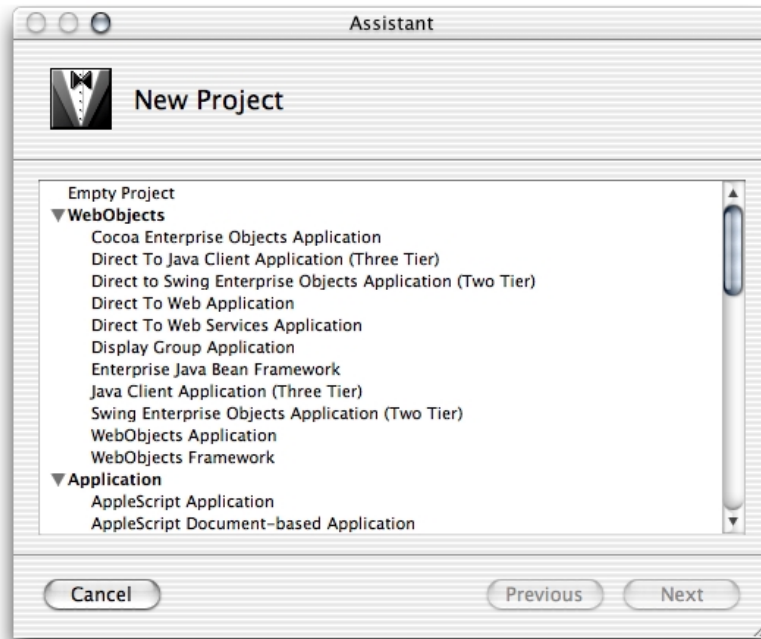 Assistant
New Project
Empty Project
WebObjects
Cocoa Enterprise Objects Application
Direct To Java Client Application (Three Tier)
Direct to Swing Enterprise Objects Application (Two Tier)
Direct To Web Application
Direct To Web Services Application
Display Group Application
Enterprise Java Bean Framework
Java Client Application (Three Tier)
Swing Enterprise Objects Application (Two Tier)
WebObjects Application
WebObjects Framework
Application
AppleScript Application
AppleScript Document-based Application
Cancel Previous Next